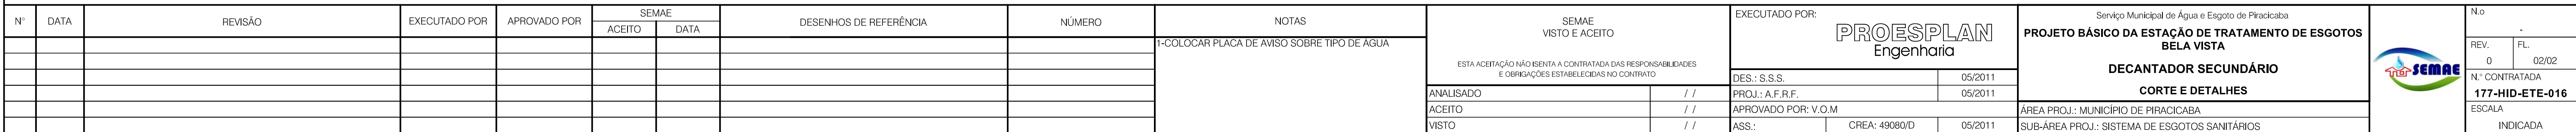 N° DATA REVISÃO EXECUTADO POR APROVADO POR SEMAE ACEITO DATA DESENHOS DE REFERÊNCIA NÚMERO
NOTAS
1-COLOCAR PLACA DE AVISO SOBRE TIPO DE ÁGUA
SEMAE
VISTO E ACEITO
ESTA ACEITAÇÃO NÃO ISENTA A CONTRATADA DAS RESPONSABILIDADES
E OBRIGAÇÕES ESTABELECIDAS NO CONTRATO
ANALISADO / /
ACEITO / /
VISTO / /
EXECUTADO POR:
PROESPLAN
Engenharia
DES.: S.S.S. 05/2011
PROJ.: A.F.R.F. 05/2011
APROVADO POR: V.O.M
ASS.: CREA: 49080/D 05/2011
Serviço Municipal de Água e Esgoto de Piracicaba
PROJETO BÁSICO DA ESTAÇÃO DE TRATAMENTO DE ESGOTOS
BELA VISTA
DECANTADOR SECUNDÁRIO
CORTE E DETALHES
ÁREA PROJ.: MUNICÍPIO DE PIRACICABA
SUB-ÁREA PROJ.: SISTEMA DE ESGOTOS SANITÁRIOS
SEMAE
N.o
-
REV. FL.
0 02/02
N.° CONTRATADA
177-HID-ETE-016
ESCALA
INDICADA